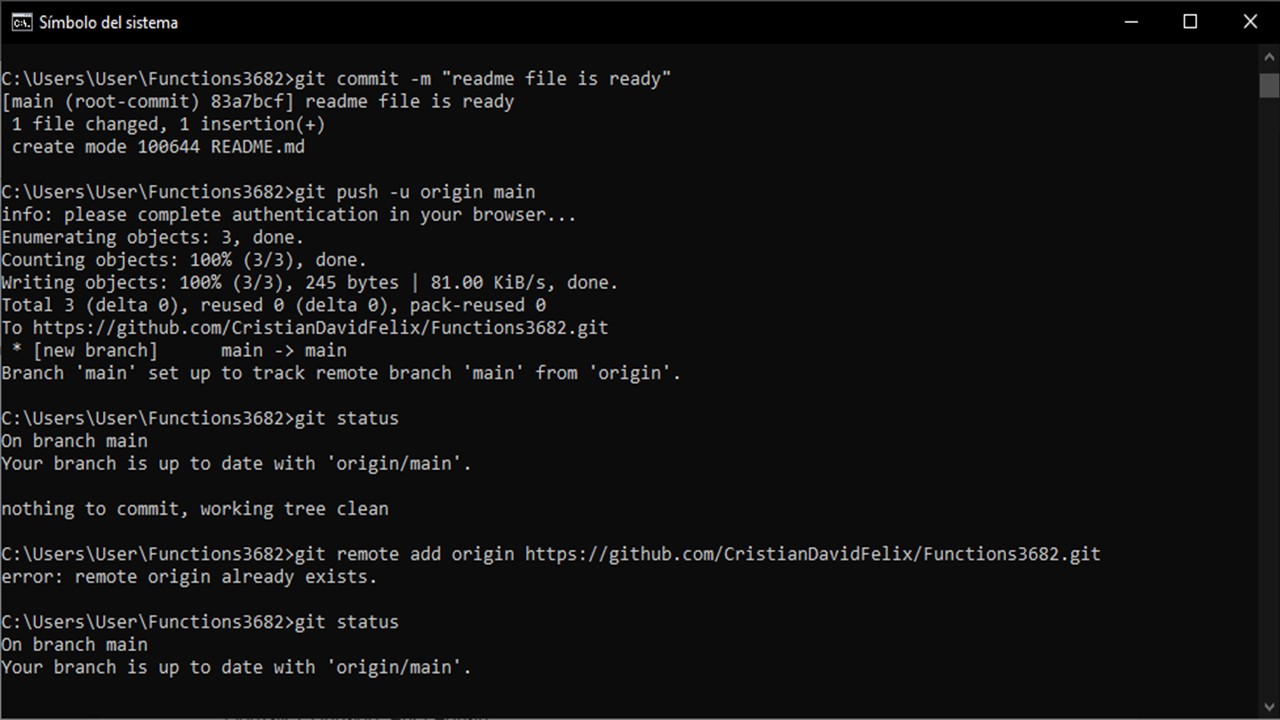 Símbolo del sistema
C:\Users\User\Functions3682>git commit -m "readme file is ready"
[main (root-commit) 83a7bcf] readme file is ready
 1 file changed, 1 insertion(+)
 create mode 100644 README.md
C:\Users\User\Functions3682>git push -u origin main
info: please complete authentication in your browser...
Enumerating objects: 3, done.
Counting objects: 100% (3/3), done.
Writing objects: 100% (3/3), 245 bytes | 81.00 KiB/s, done.
Total 3 (delta 0), reused 0 (delta 0), pack-reused 0
To https://github.com/CristianDavidFelix/Functions3682.git
 * [new branch]      main -> main
Branch 'main' set up to track remote branch 'main' from 'origin'.
C:\Users\User\Functions3682>git status
On branch main
Your branch is up to date with 'origin/main'.
nothing to commit, working tree clean
C:\Users\User\Functions3682>git remote add origin https://github.com/CristianDavidFelix/Functions3682.git
error: remote origin already exists.
C:\Users\User\Functions3682>git status
On branch main
Your branch is up to date with 'origin/main'.